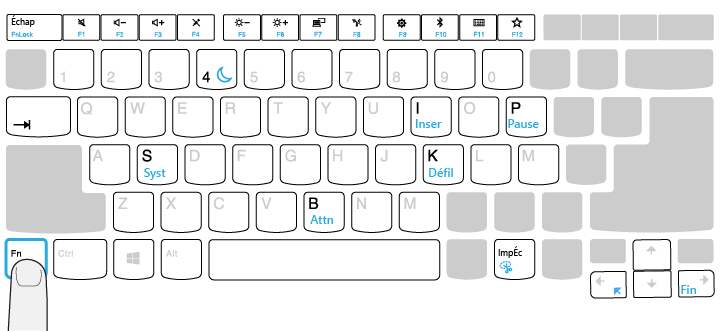 Échap
FnLock
F1 F2 F3 F4 F5 F6 F7 F8 F9 F10 F11 F12
1 2 3 4 5 6 7 8 9 0
Q W E R T Y U I O P
Inser Pause
A S D F G H J K L M
Syst Défil
Z X C V B N M
Attn
Fn Ctrl Alt ImpÉc
Fin